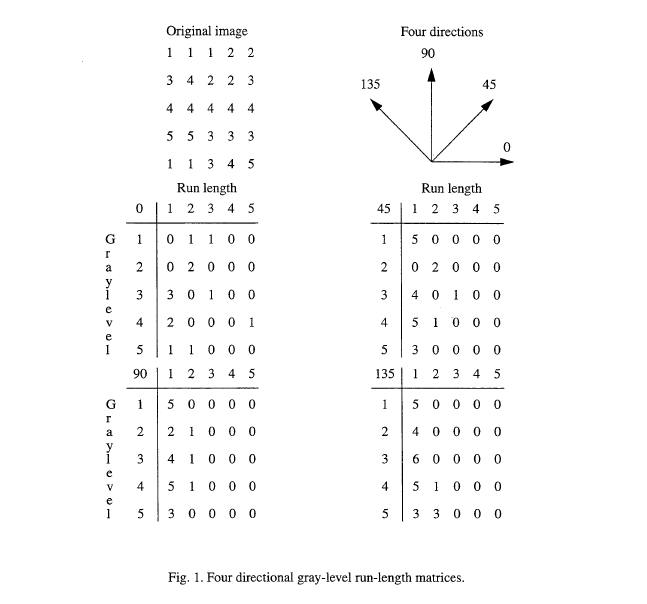 Original image
1 1 1 2 2
3 4 2 2 3
4 4 4 4 4
5 5 3 3 3
1 1 3 4 5
Four directions
90
135
45
0
Run length
0 1 2 3 4 5
Graylevel
1 0 1 1 0 0
2 0 2 0 0 0
3 3 0 1 0 0
4 2 0 0 0 1
5 1 1 0 0 0
Run length
45 1 2 3 4 5
1 5 0 0 0 0
2 0 2 0 0 0
3 4 0 1 0 0
4 5 1 0 0 0
5 3 0 0 0 0
90 1 2 3 4 5
Graylevel
1 5 0 0 0 0
2 2 1 0 0 0
3 4 1 0 0 0
4 5 1 0 0 0
5 3 0 0 0 0
135 1 2 3 4 5
1 5 0 0 0 0
2 4 0 0 0 0
3 6 0 0 0 0
4 5 1 0 0 0
5 3 3 0 0 0
Fig. 1. Four directional gray-level run-length matrices.